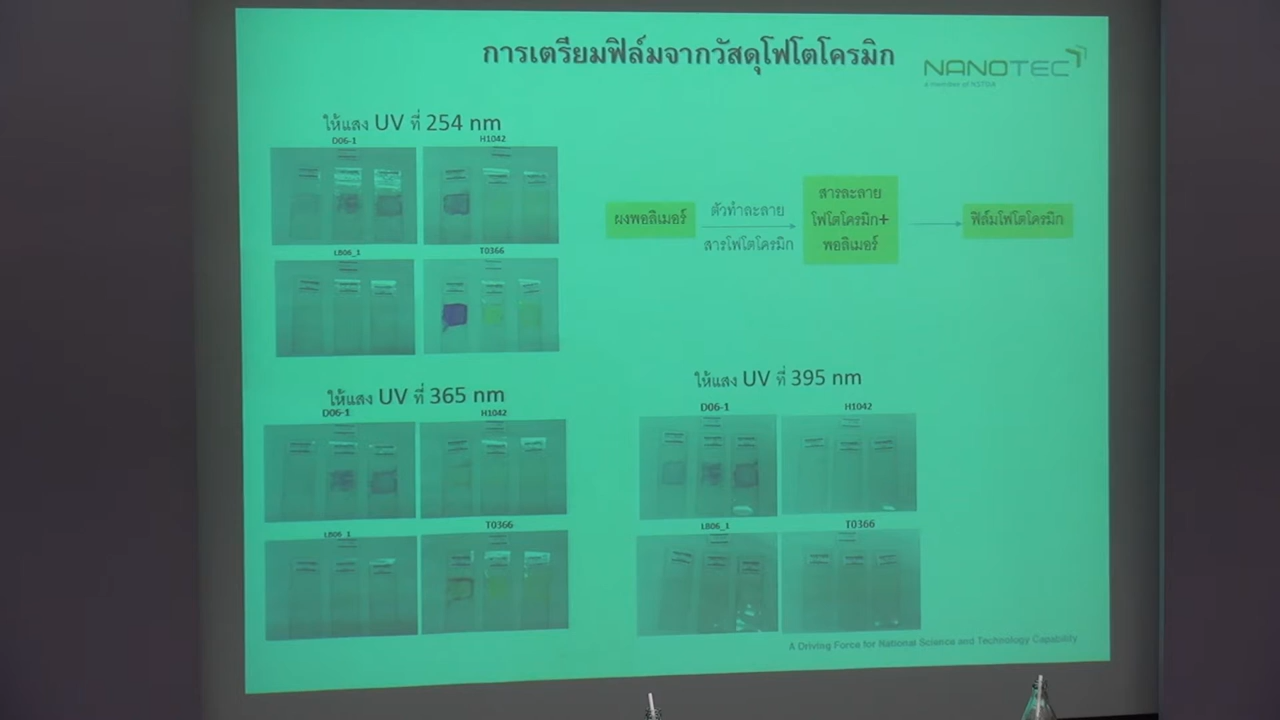 การเตรียมฟิล์มจากวัสดุโฟโตโครมิก
NANOTEC
a member of NSTDA
ให้แสง UV ที่ 254 nm
D06-1
H1042
LB06_1
T0366
ผงพอลิเมอร์
ตัวทำละลาย
สารโฟโตโครมิก
สารละลาย
โฟโตโครมิก+
พอลิเมอร์
ฟิล์มโฟโตโครมิก
ให้แสง UV ที่ 365 nm
D06-1
H1042
LB06_1
T0366
ให้แสง UV ที่ 395 nm
D06-1
H1042
LB06_1
T0366
A Driving Force for National Science and Technology Capability